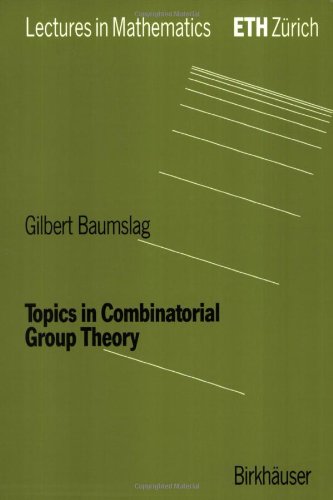 Lectures in Mathematics ETH Zürich
Gilbert Baumslag
Topics in Combinatorial
Group Theory
Birkhäuser